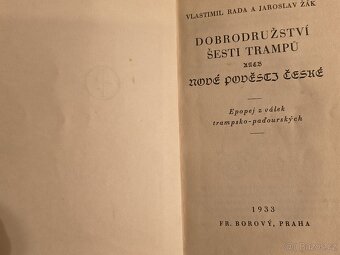 VLASTIMIL RADA A JAROSLAV ŽÁK
DOBRODRUŽSTVÍ
ŠESTI TRAMPŮ
ANEB
NOVÉ POVĚSTI ČESKÉ
Epopej z válek
trampsko-padourských
1933
FR. BOROVÝ, PRAHA